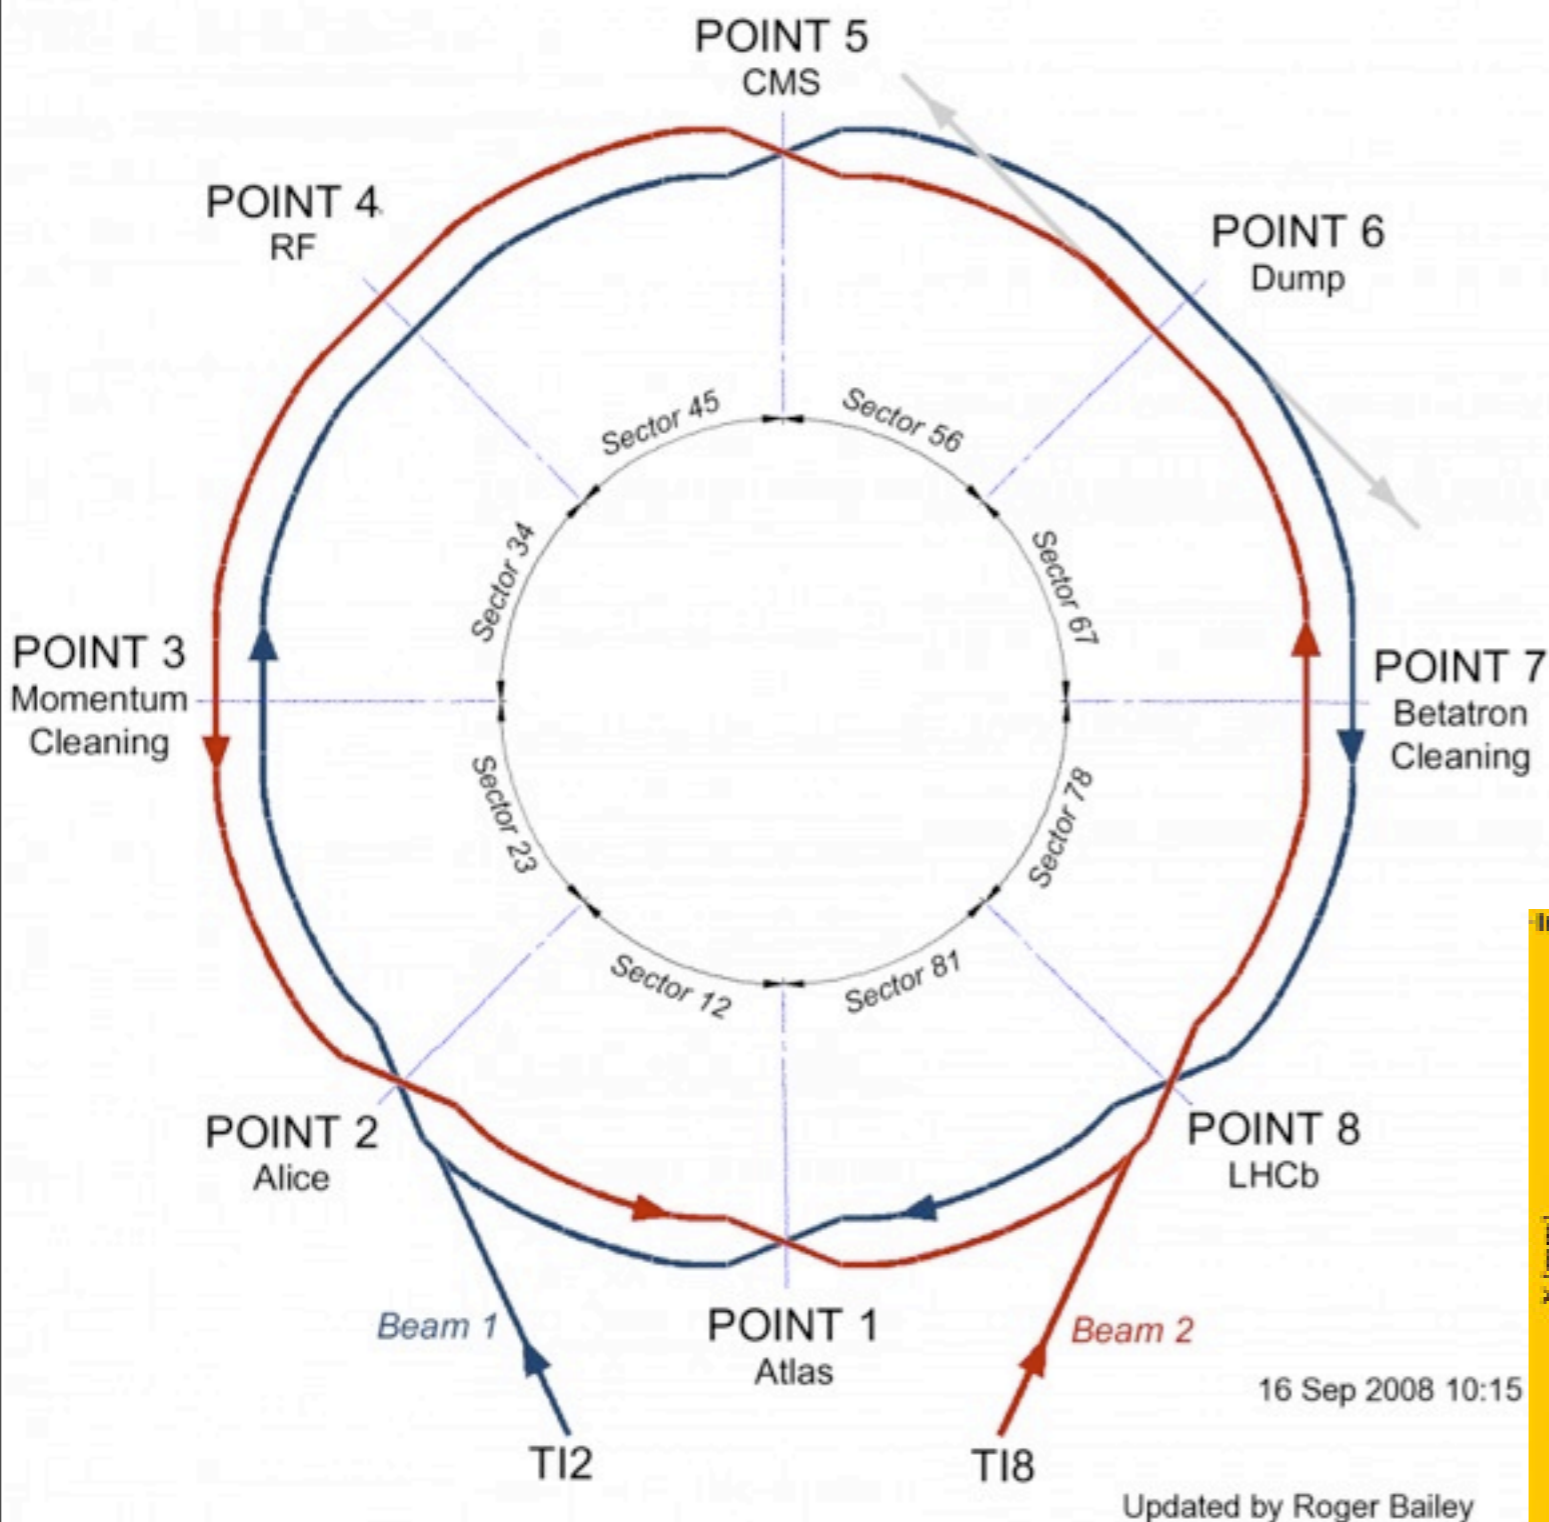 POINT 5
CMS
POINT 4
RF
POINT 6
Dump
Sector 45
Sector 56
Sector 34
Sector 67
POINT 3
Momentum
Cleaning
POINT 7
Betatron
Cleaning
Sector 23
Sector 78
Sector 12
Sector 81
POINT 2
Alice
POINT 8
LHCb
Beam 1
POINT 1
Atlas
Beam 2
16 Sep 2008 10:15
TI2
TI8
Updated by Roger Bailey